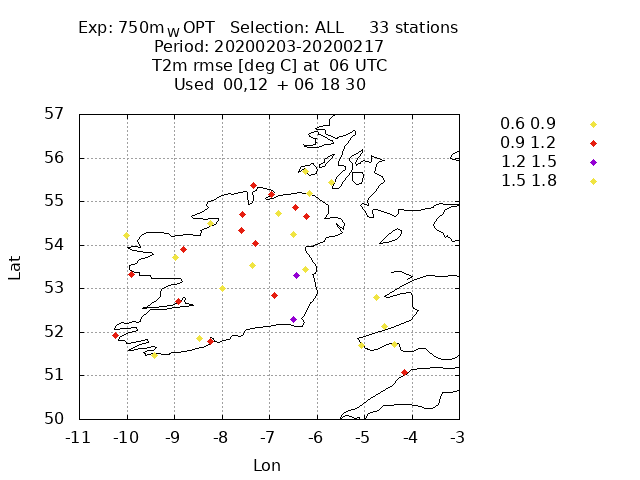 Exp: 750m_W OPT   Selection: ALL     33 stations
Period: 20200203-20200217
T2m rmse [deg C] at  06 UTC
Used  00,12  + 06 18 30
0.6 0.9
0.9 1.2
1.2 1.5
1.5 1.8
57
56
55
54
53
52
51
50
Lat
-11 -10 -9 -8 -7 -6 -5 -4 -3
Lon